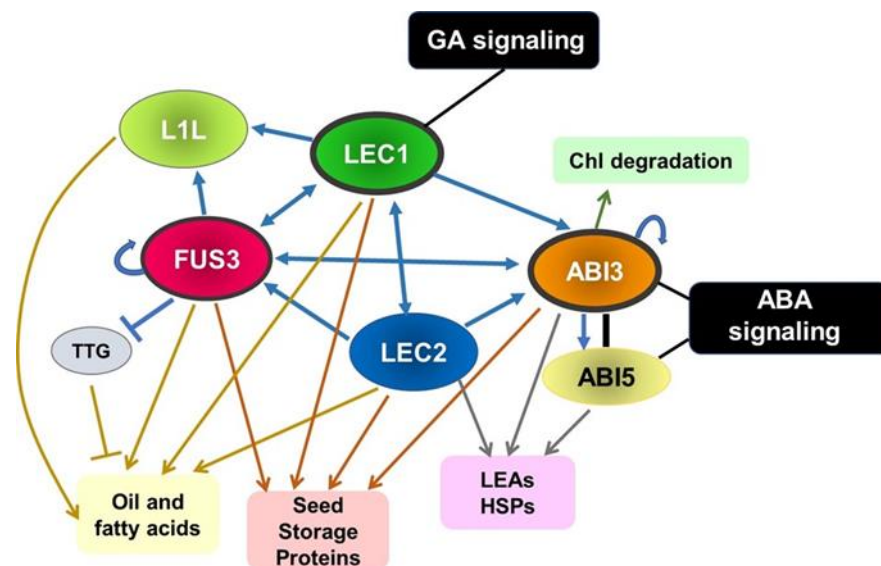 GA signaling
L1L
LEC1
Chl degradation
FUS3
ABI3
ABA
signaling
TTG
LEC2
ABI5
Oil and
fatty acids
Seed
Storage
Proteins
LEAs
HSPs